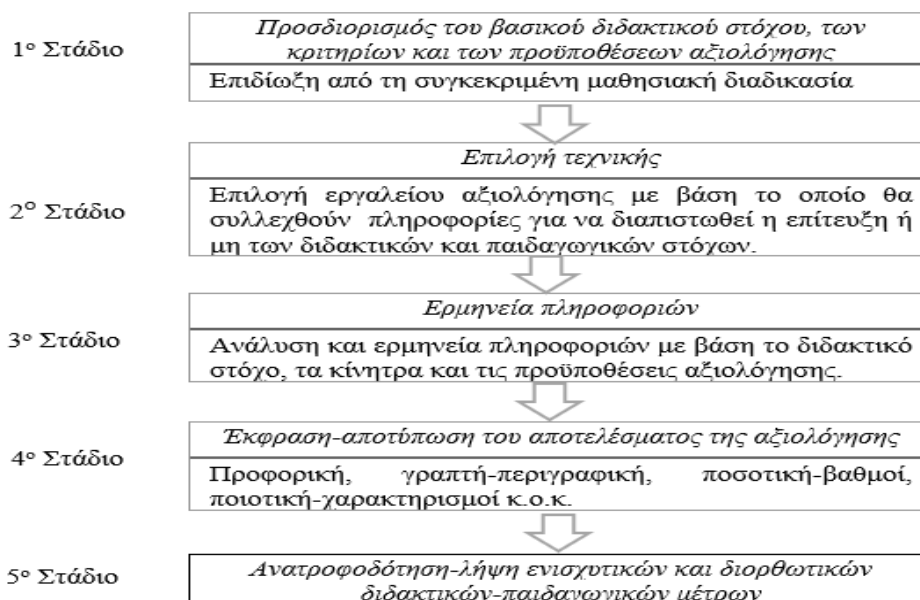 1ο Στάδιο
Προσδιορισμός του βασικού διδακτικού στόχου, των
κριτηρίων και των προϋποθέσεων αξιολόγησης
Επιδίωξη από τη συγκεκριμένη μαθησιακή διαδικασία
2ο Στάδιο
Επιλογή τεχνικής
Επιλογή εργαλείου αξιολόγησης με βάση το οποίο θα
συλλεχθούν πληροφορίες για να διαπιστωθεί η επίτευξη ή
μη των διδακτικών και παιδαγωγικών στόχων.
3ο Στάδιο
Ερμηνεία πληροφοριών
Ανάλυση και ερμηνεία πληροφοριών με βάση το διδακτικό
στόχο, τα κίνητρα και τις προϋποθέσεις αξιολόγησης.
4ο Στάδιο
Έκφραση-αποτύπωση του αποτελέσματος της αξιολόγησης
Προφορική, γραπτή-περιγραφική, ποσοτική-βαθμοί,
ποιοτική-χαρακτηρισμοί κ.ο.κ.
5ο Στάδιο
Ανατροφοδότηση-λήψη ενισχυτικών και διορθωτικών
διδακτικών-παιδαγωγικών μέτρων